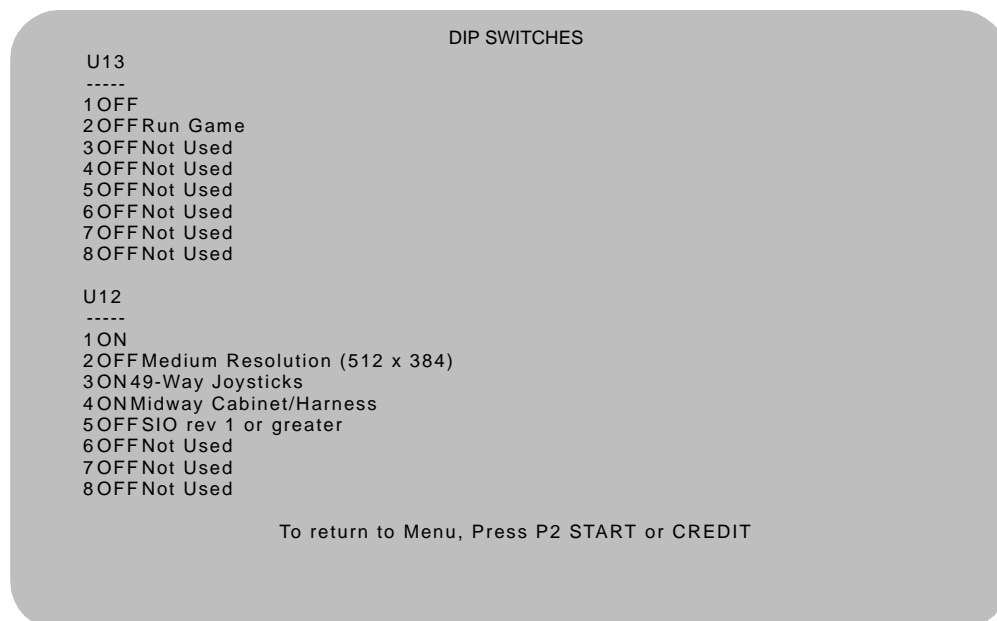 DIP SWITCHES
U13
-----
1 OFF
2 OFF Run Game
3 OFF Not Used
4 OFF Not Used
5 OFF Not Used
6 OFF Not Used
7 OFF Not Used
8 OFF Not Used
U12
-----
1 ON
2 OFF Medium Resolution (512 x 384)
3 ON 49-Way Joysticks
4 ON Midway Cabinet/Harness
5 OFF SIO rev 1 or greater
6 OFF Not Used
7 OFF Not Used
8 OFF Not Used
To return to Menu, Press P2 START or CREDIT